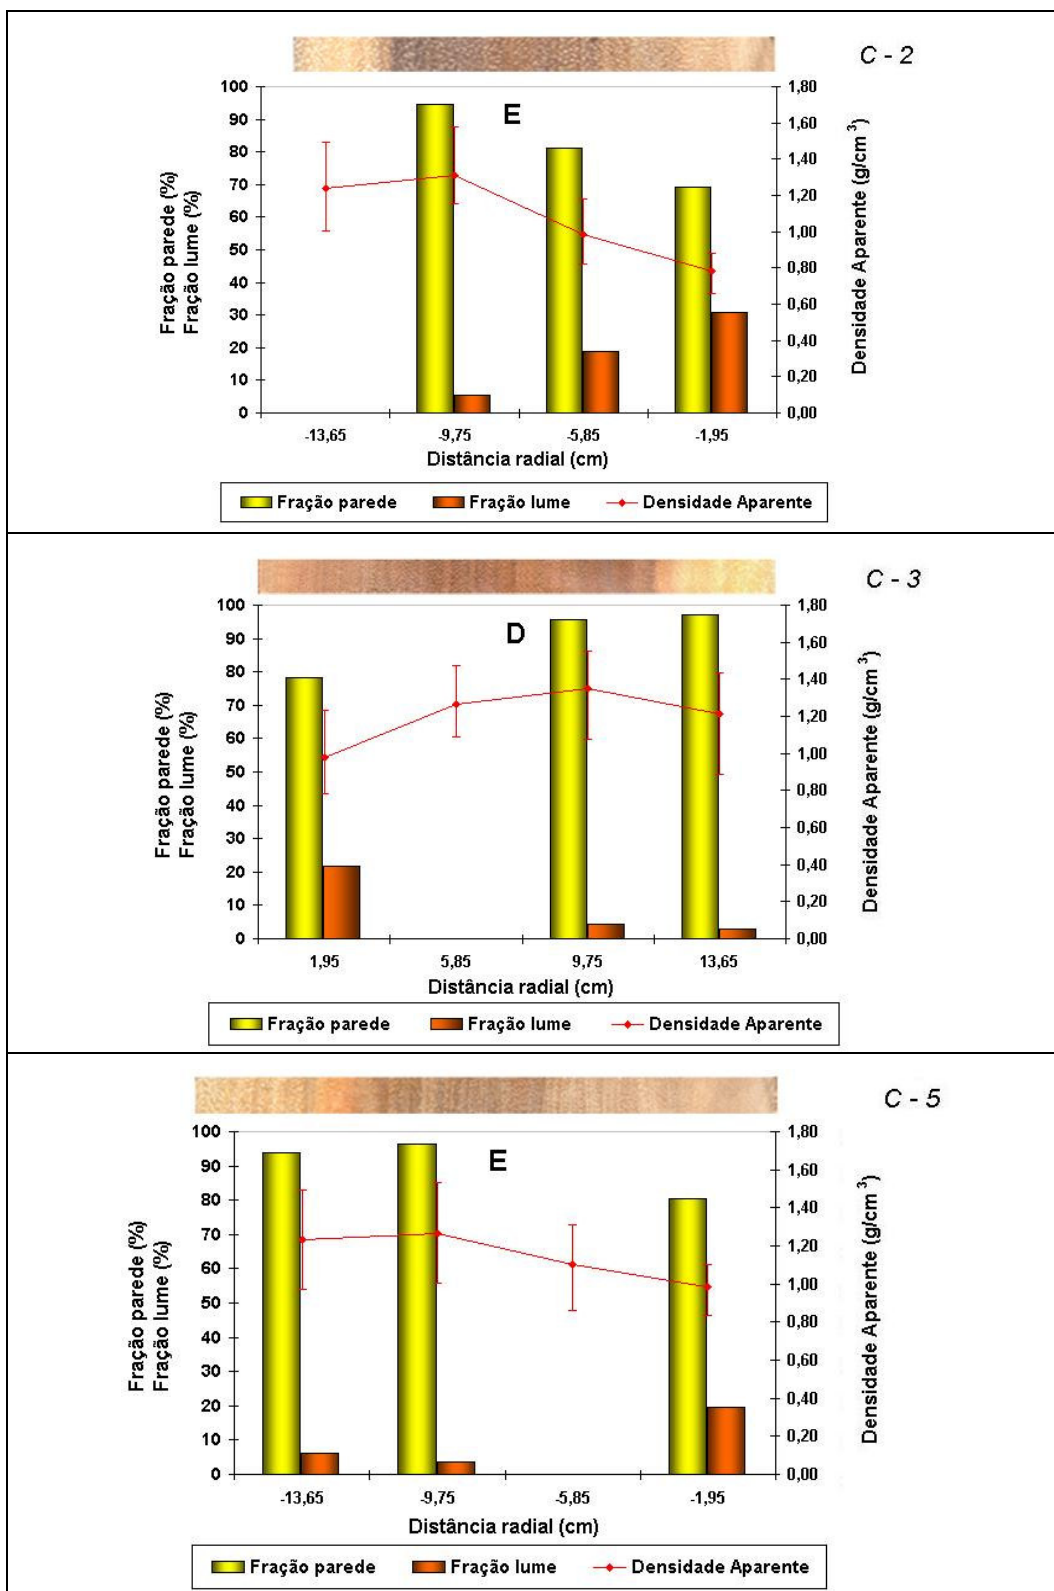 C - 2
E
Fração parede (%)
Fração lume (%)
100
90
80
70
60
50
40
30
20
10
0
1,80
1,60
1,40
1,20
1,00
0,80
0,60
0,40
0,20
0,00
Densidade Aparente (g/cm ³)
-13,65 -9,75 -5,85 -1,95
Distância radial (cm)
Fração parede Fração lume Densidade Aparente
C - 3
D
Fração parede (%)
Fração lume (%)
100
90
80
70
60
50
40
30
20
10
0
1,80
1,60
1,40
1,20
1,00
0,80
0,60
0,40
0,20
0,00
Densidade Aparente (g/cm ³)
1,95 5,85 9,75 13,65
Distância radial (cm)
Fração parede Fração lume Densidade Aparente
C - 5
E
Fração parede (%)
Fração lume (%)
100
90
80
70
60
50
40
30
20
10
0
1,80
1,60
1,40
1,20
1,00
0,80
0,60
0,40
0,20
0,00
Densidade Aparente (g/cm ³)
-13,65 -9,75 -5,85 -1,95
Distância radial (cm)
Fração parede Fração lume Densidade Aparente